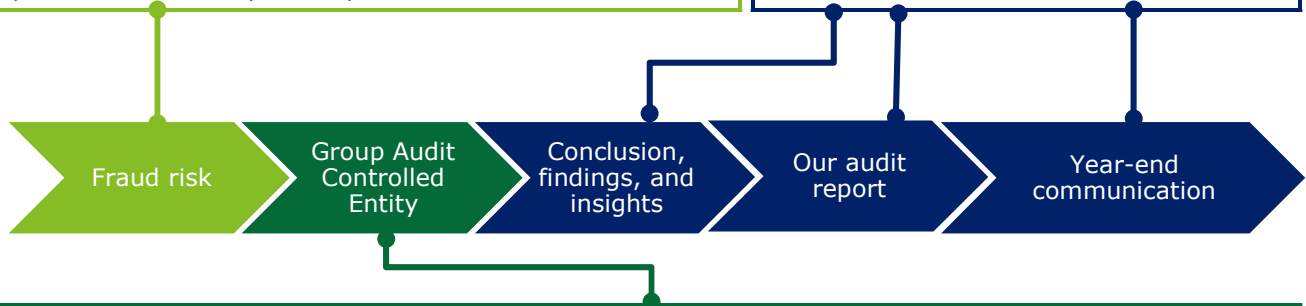 Fraud risk
Group Audit
Controlled
Entity
Conclusion,
findings, and
insights
Our audit
report
Year-end
communication